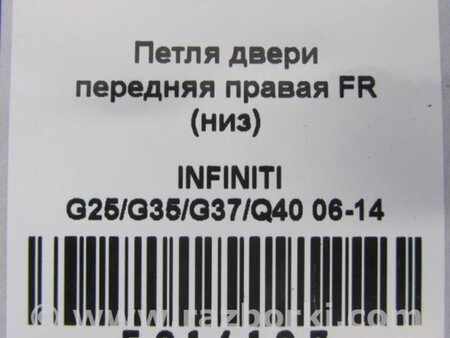 Петля двери
передняя правая FR
(низ)
INFINITI
G25/G35/G37/Q40 06-14
© www.razborki.com